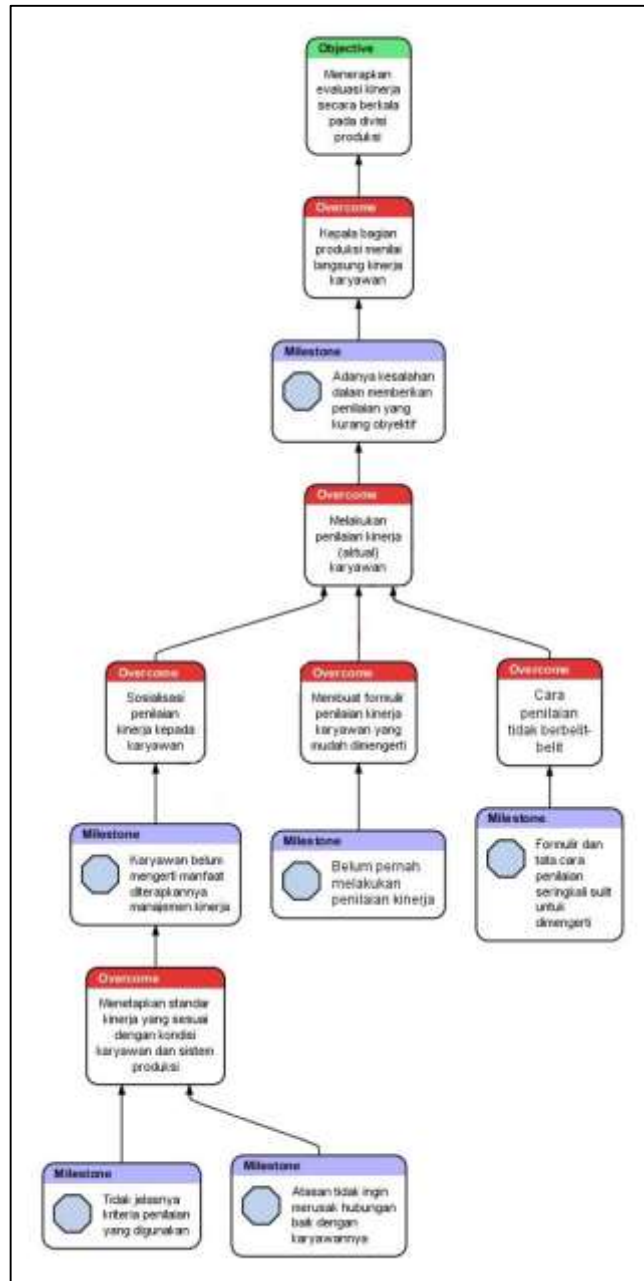 Objective
Menerapkan
evaluasi kinerja
secara berkala
pada divisi
produksi
Overcome
Kepala bagian
produksi menilai
langsung kinerja
karyawan
Milestone
Adanya kesalahan
dalam memberikan
penilaian yang
kurang obyektif
Overcome
Melakukan
penilaian kinerja
(aktual)
karyawan
Overcome
Sosialisasi
penilaian
kinerja kepada
karyawan
Overcome
Membuat formulir
penilaian kinerja
karyawan yang
mudah dimengerti
Overcome
Cara
penilaian
tidak berbelit-
belit
Milestone
Karyawan belum
mengerti manfaat
diterapkannya
manajemen kinerja
Milestone
Belum pernah
melakukan
penilaian kinerja
Milestone
Formulir dan
tata cara
penilaian
seringkali sulit
untuk
dimengerti
Overcome
Menetapkan standar
kinerja yang sesuai
dengan kondisi
karyawan dan sistem
produksi
Milestone
Tidak jelasnya
kriteria penilaian
yang digunakan
Milestone
Atasan tidak ingin
merusak hubungan
baik dengan
karyawannya